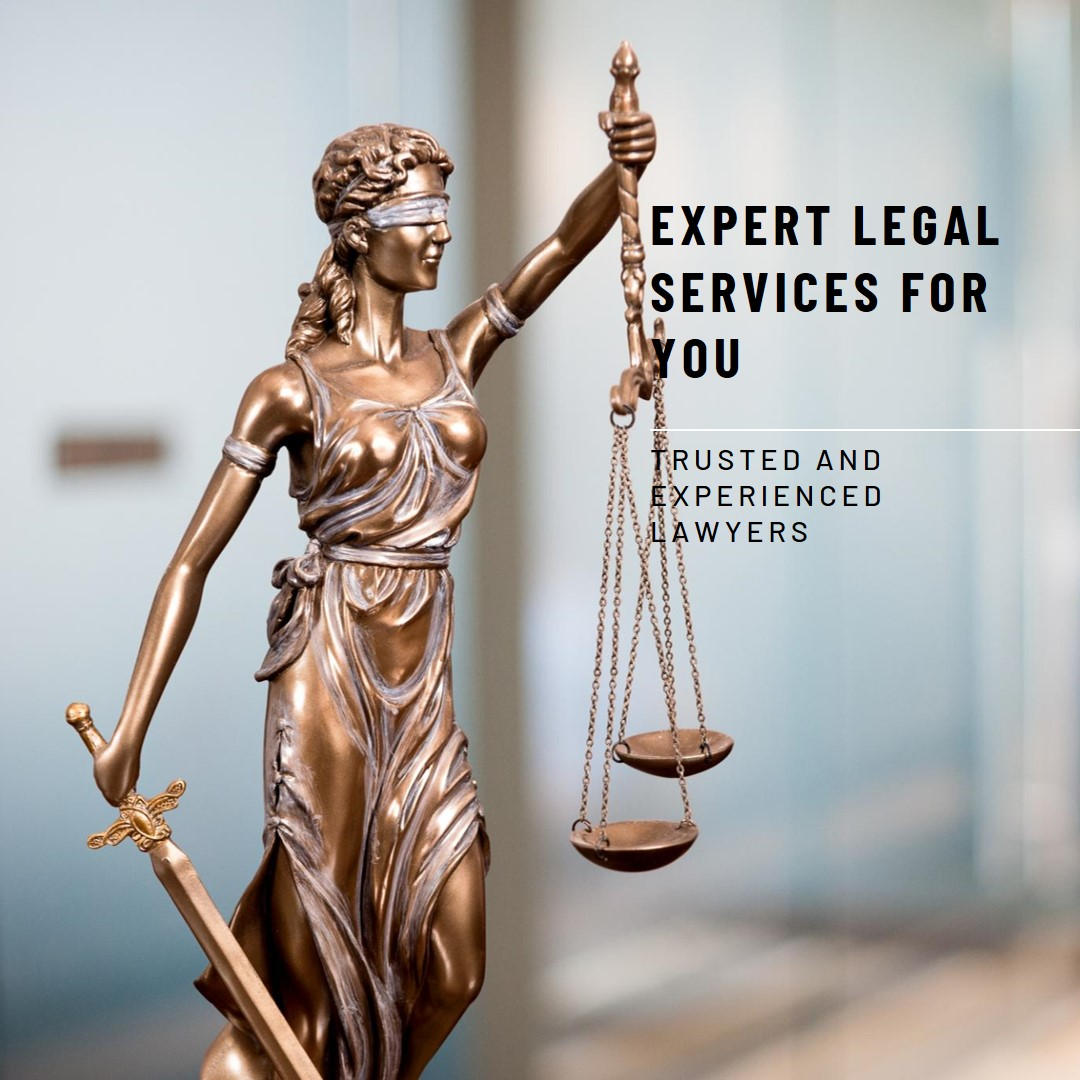 EXPERT LEGAL
SERVICES FOR
YOU
TRUSTED AND
EXPERIENCED
LAWYERS